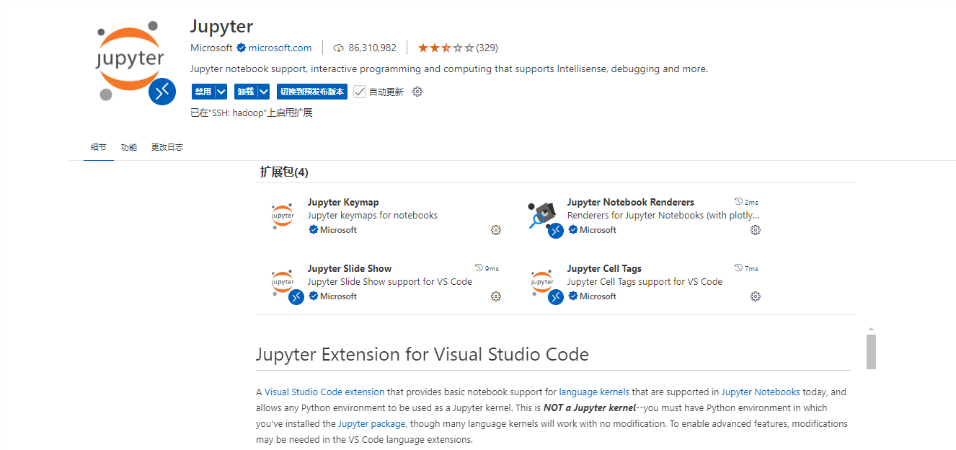 Jupyter
Microsoft microsoft.com 86,310,982 (329)
Jupyter notebook support, interactive programming and computing that supports Intellisense, debugging and more.
禁用 卸载 切换到预发布版本 自动更新
已在"SSH: hadoop"上启用扩展
jupyter
细节 功能 更改日志
扩展包(4)
Jupyter Keymap
Jupyter keymaps for notebooks
Microsoft
jupyter
Jupyter Notebook Renderers 2ms
Renderers for Jupyter Notebooks (with plotly...
Microsoft
Jupyter Slide Show 9ms
Jupyter Slide Show support for VS Code
Microsoft
jupyter
Jupyter Cell Tags 7ms
Jupyter Cell Tags support for VS Code
Microsoft
jupyter
Jupyter Extension for Visual Studio Code
A Visual Studio Code extension that provides basic notebook support for language kernels that are supported in Jupyter Notebooks today, and
allows any Python environment to be used as a Jupyter kernel. This is NOT a Jupyter kernel--you must have Python environment in which
you've installed the Jupyter package, though many language kernels will work with no modification. To enable advanced features, modifications
may be needed in the VS Code language extensions.